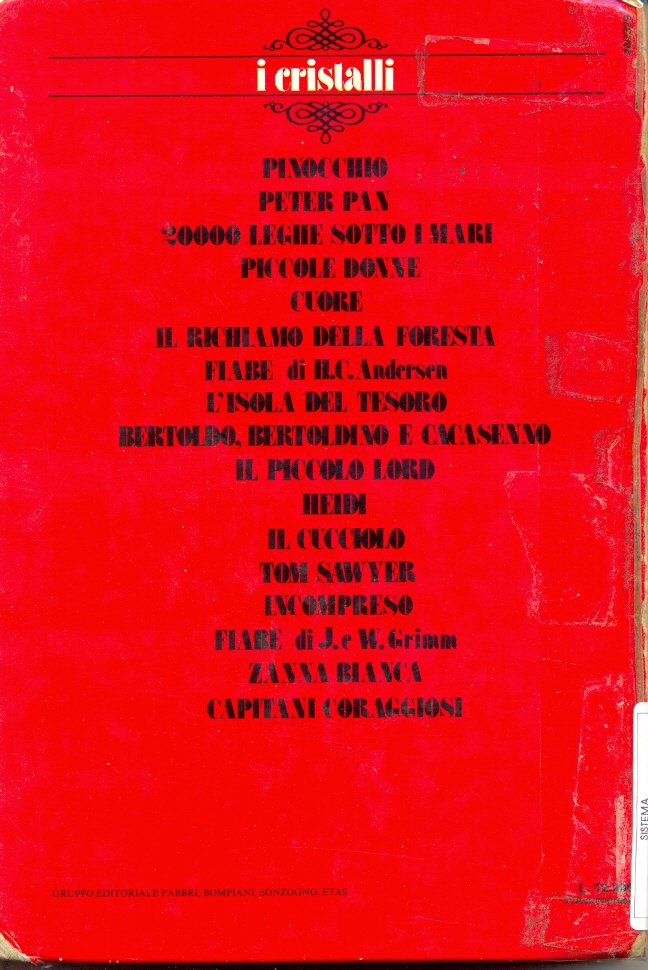 i cristalli
PINOCCHIO
PETER PAN
20000 LEGHE SOTTO I MARI
PICCOLE DONNE
CUORE
IL RICHIAMO DELLA FORESTA
FIABE di H.C.Andersen
L'ISOLA DEL TESORO
BERTOLDO, BERTOLDINO E CACASENNO
IL PICCOLO LORD
HEIDI
IL CUCCIOLO
TOM SAWYER
INCOMPRESO
FIABE di J. e W. Grimm
ZANNA BIANCA
CAPITANI CORAGGIOSI
SISTEMA
GRUPPO EDITORIALE FABBRI, BOMPIANI, SONZOGNO, ETAS